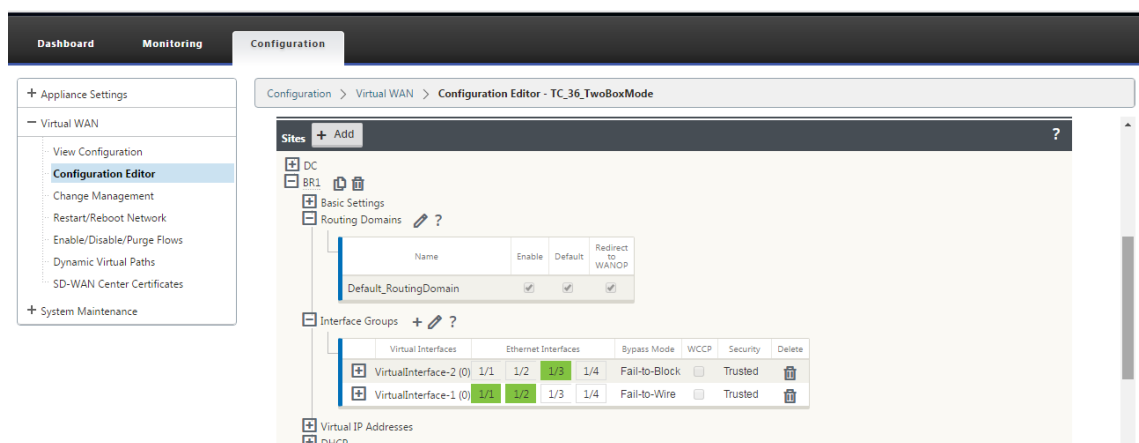 Dashboard Monitoring Configuration
+ Appliance Settings
− Virtual WAN
View Configuration
Configuration Editor
Change Management
Restart/Reboot Network
Enable/Disable/Purge Flows
Dynamic Virtual Paths
SD-WAN Center Certificates
+ System Maintenance
Configuration > Virtual WAN > Configuration Editor - TC_36_TwoBoxMode
Sites + Add ?
DC
BR1
Basic Settings
Routing Domains ?
Name Enable Default Redirect to WANOP
Default_RoutingDomain
Interface Groups + ?
Virtual Interfaces Ethernet Interfaces Bypass Mode WCCP Security Delete
VirtualInterface-2 (0) 1/1 1/2 1/3 1/4 Fail-to-Block Trusted
VirtualInterface-1 (0) 1/1 1/2 1/3 1/4 Fail-to-Wire Trusted
Virtual IP Addresses
DHCP